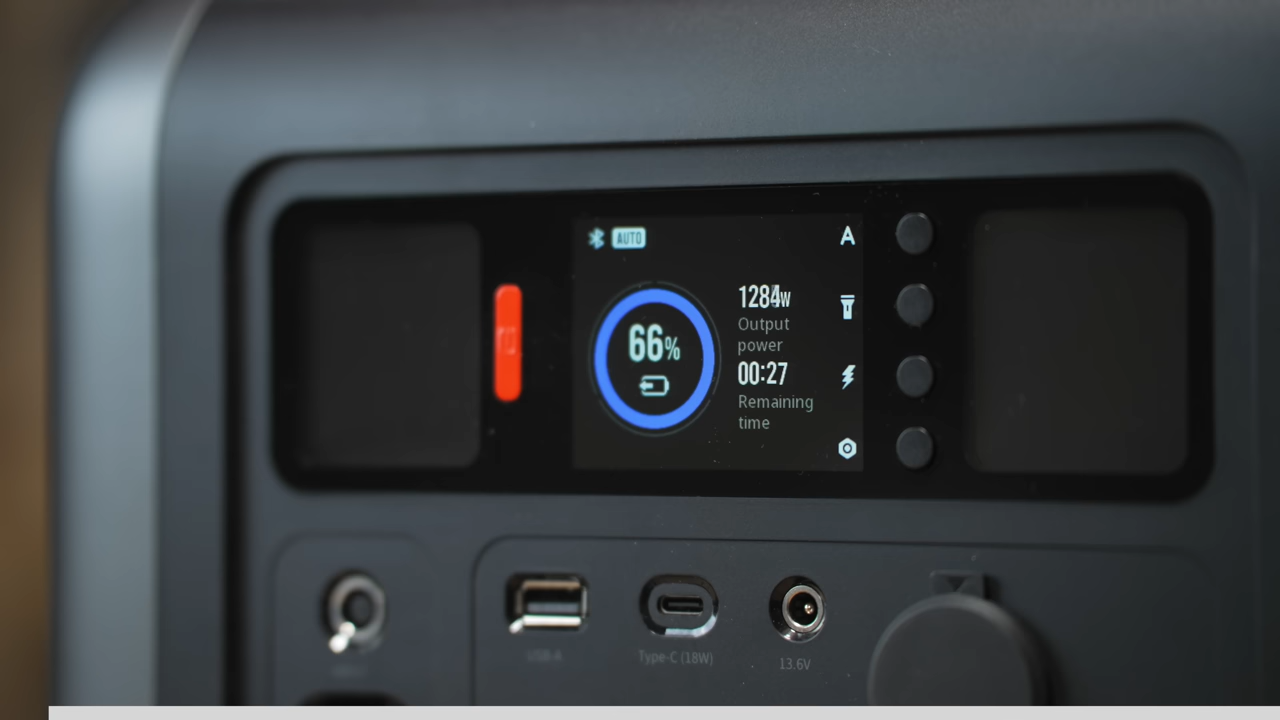 AUTO
A
1284w
Output
power
66%
00:27
Remaining
time
USB-A
Type-C (18W)
13.6V